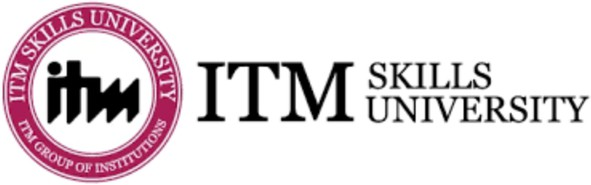 ITM SKILLS UNIVERSITY
itm
ITM GROUP OF INSTITUTIONS
ITM
SKILLS
UNIVERSITY